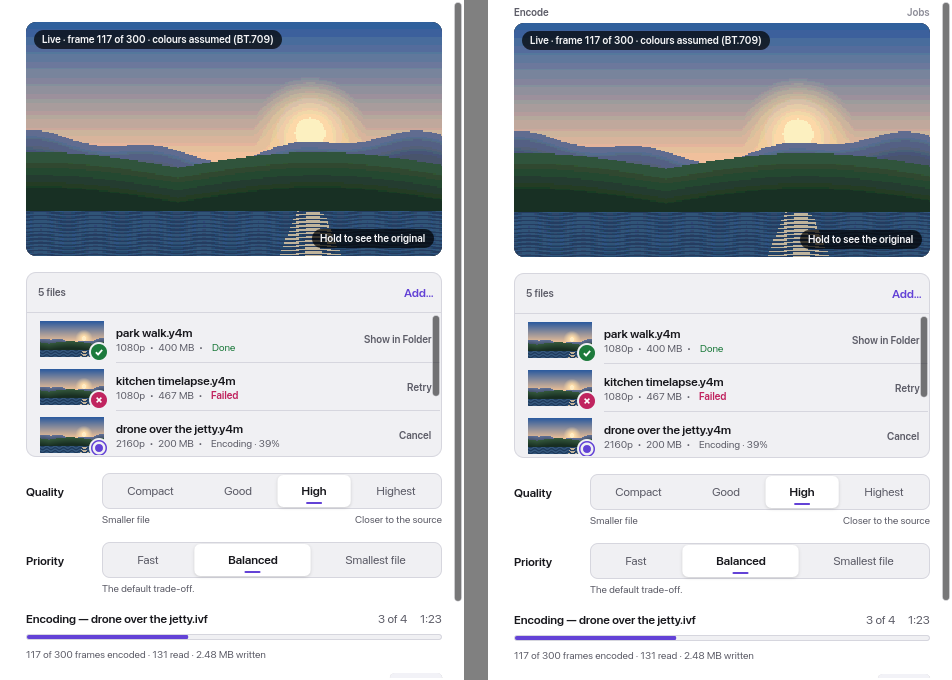 Live · frame 117 of 300 · colours assumed (BT.709)
Hold to see the original
5 files
Add...
park walk.y4m
1080p • 400 MB • Done
Show in Folder
kitchen timelapse.y4m
1080p • 467 MB • Failed
Retry
drone over the jetty.y4m
2160p • 200 MB • Encoding · 39%
Cancel
Quality
Compact
Good
High
Highest
Smaller file
Closer to the source
Priority
Fast
Balanced
Smallest file
The default trade-off.
Encoding — drone over the jetty.ivf
3 of 4
1:23
117 of 300 frames encoded · 131 read · 2.48 MB written
Encode
Jobs
Live · frame 117 of 300 · colours assumed (BT.709)
Hold to see the original
5 files
Add...
park walk.y4m
1080p • 400 MB • Done
Show in Folder
kitchen timelapse.y4m
1080p • 467 MB • Failed
Retry
drone over the jetty.y4m
2160p • 200 MB • Encoding · 39%
Cancel
Quality
Compact
Good
High
Highest
Smaller file
Closer to the source
Priority
Fast
Balanced
Smallest file
The default trade-off.
Encoding — drone over the jetty.ivf
3 of 4
1:23
117 of 300 frames encoded · 131 read · 2.48 MB written